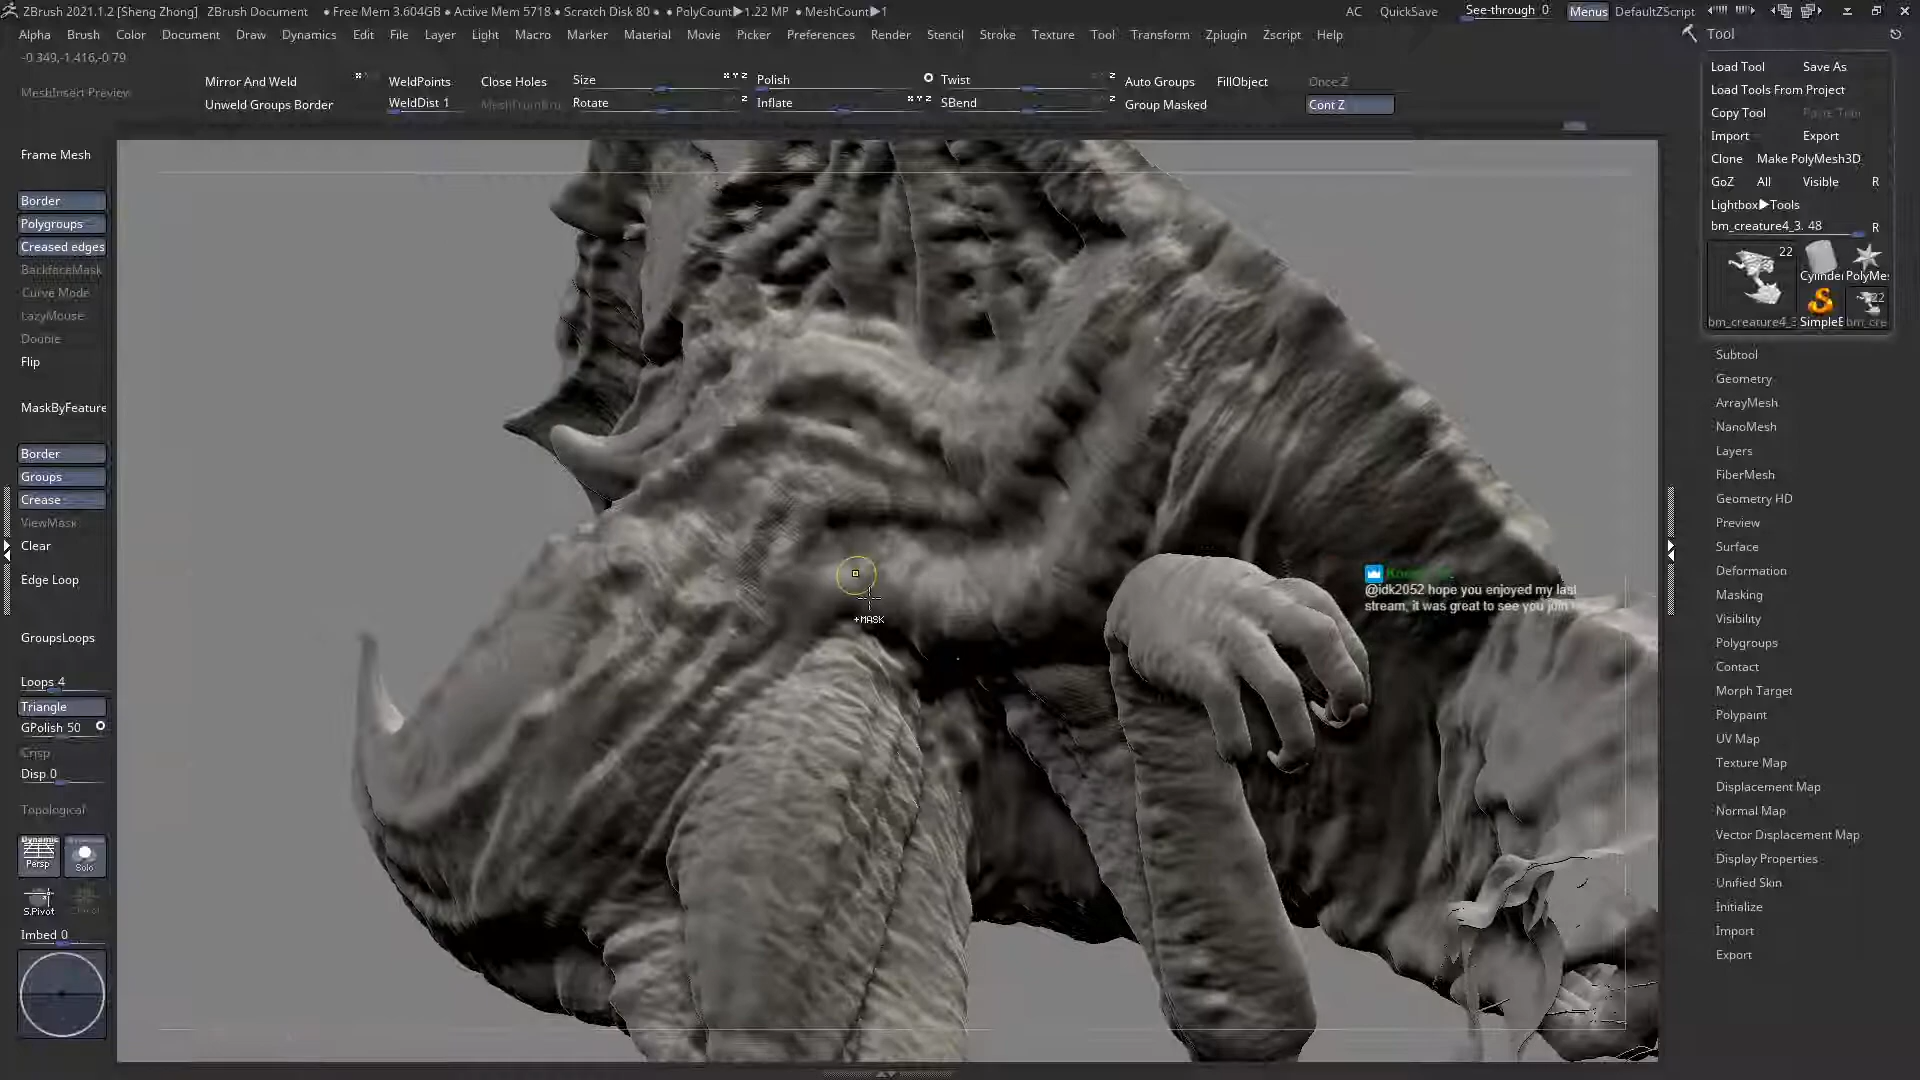 ZBrush 2021.1.2 [Sheng Zhong] ZBrush Document • Free Mem 3.604GB • Active Mem 5718 • Scratch Disk 80 • • PolyCount▶1.22 MP • MeshCount▶1 AC QuickSave See-through 0 Menus DefaultZScript
Alpha Brush Color Document Draw Dynamics Edit File Layer Light Macro Marker Material Movie Picker Preferences Render Stencil Stroke Texture Tool Transform Zplugin Zscript Help
-0.349,-1.416,-0.79
MeshInsert Preview
Mirror And Weld WeldPoints Close Holes Size Polish Twist Auto Groups FillObject Once Z
Unweld Groups Border WeldDist 1 Rotate Inflate SBend Group Masked Cont Z
Frame Mesh
Border
Polygroups
Creased edges
BackfaceMask
Curve Mode
LazyMouse
Double
Flip
MaskByFeature
Border
Groups
Crease
ViewMask
Clear
Edge Loop
GroupsLoops
Loops 4
Triangle
GPolish 50
Crisp
Disp 0
Topological
Dynamic
Persp Solo
S.Pivot
Imbed 0
+MASK
@idk2052 hope you enjoyed my last
stream, it was great to see you join
Tool
Load Tool Save As
Load Tools From Project
Copy Tool Paste Tool
Import Export
Clone Make PolyMesh3D
GoZ All Visible R
Lightbox▶Tools
bm_creature4_3. 48 R
22
Cylinder PolyMe
22
bm_creature4_3 SimpleB bm_cre
Subtool
Geometry
ArrayMesh
NanoMesh
Layers
FiberMesh
Geometry HD
Preview
Surface
Deformation
Masking
Visibility
Polygroups
Contact
Morph Target
Polypaint
UV Map
Texture Map
Displacement Map
Normal Map
Vector Displacement Map
Display Properties
Unified Skin
Initialize
Import
Export